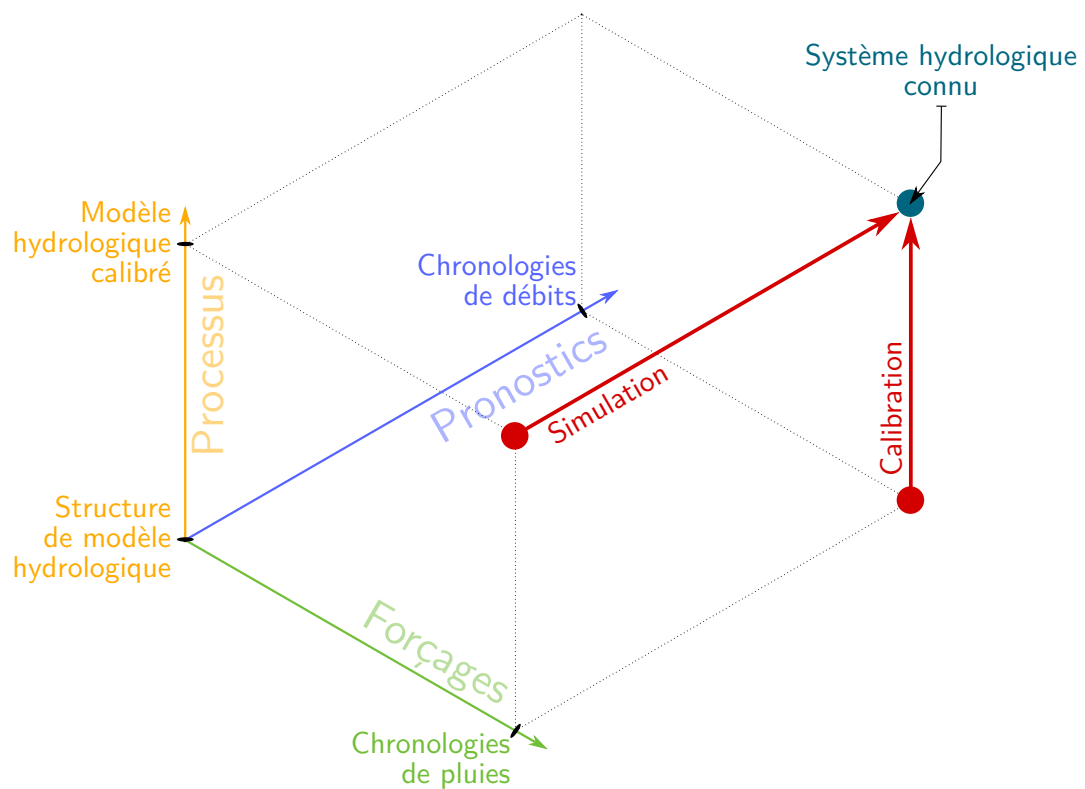 Système hydrologique
connu
Modèle
hydrologique
calibré
Processus
Chronologies
de débits
Pronostics
Simulation
Calibration
Structure
de modèle
hydrologique
Forçages
Chronologies
de pluies